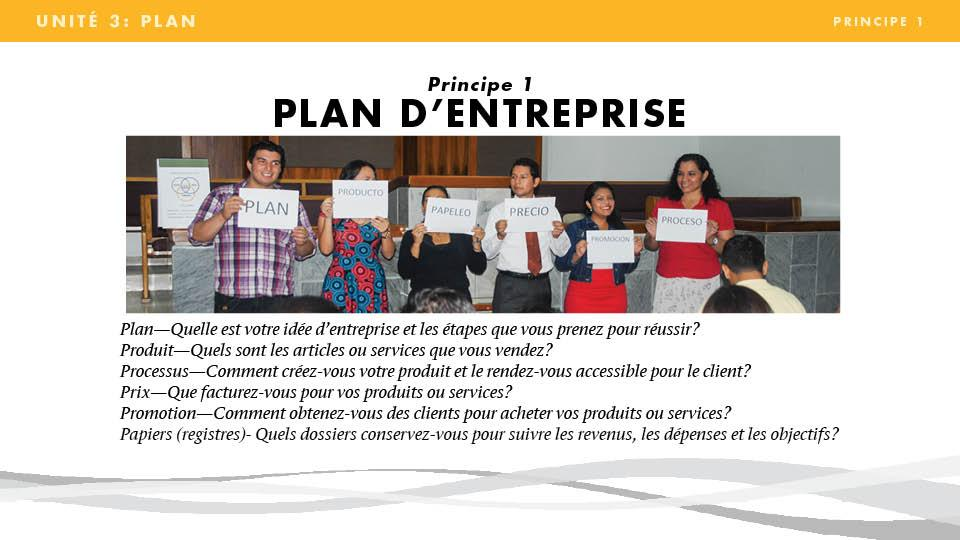 UNITÉ 3: PLAN
PRINCIPE 1
Principe 1
PLAN D’ENTREPRISE
PLAN
PRODUCTO
PAPELEO
PRECIO
PROMOCION
PROCESO
Plan—Quelle est votre idée d’entreprise et les étapes que vous prenez pour réussir?
Produit—Quels sont les articles ou services que vous vendez?
Processus—Comment créez-vous votre produit et le rendez-vous accessible pour le client?
Prix—Que facturez-vous pour vos produits ou services?
Promotion—Comment obtenez-vous des clients pour acheter vos produits ou services?
Papiers (registres)- Quels dossiers conservez-vous pour suivre les revenus, les dépenses et les objectifs?